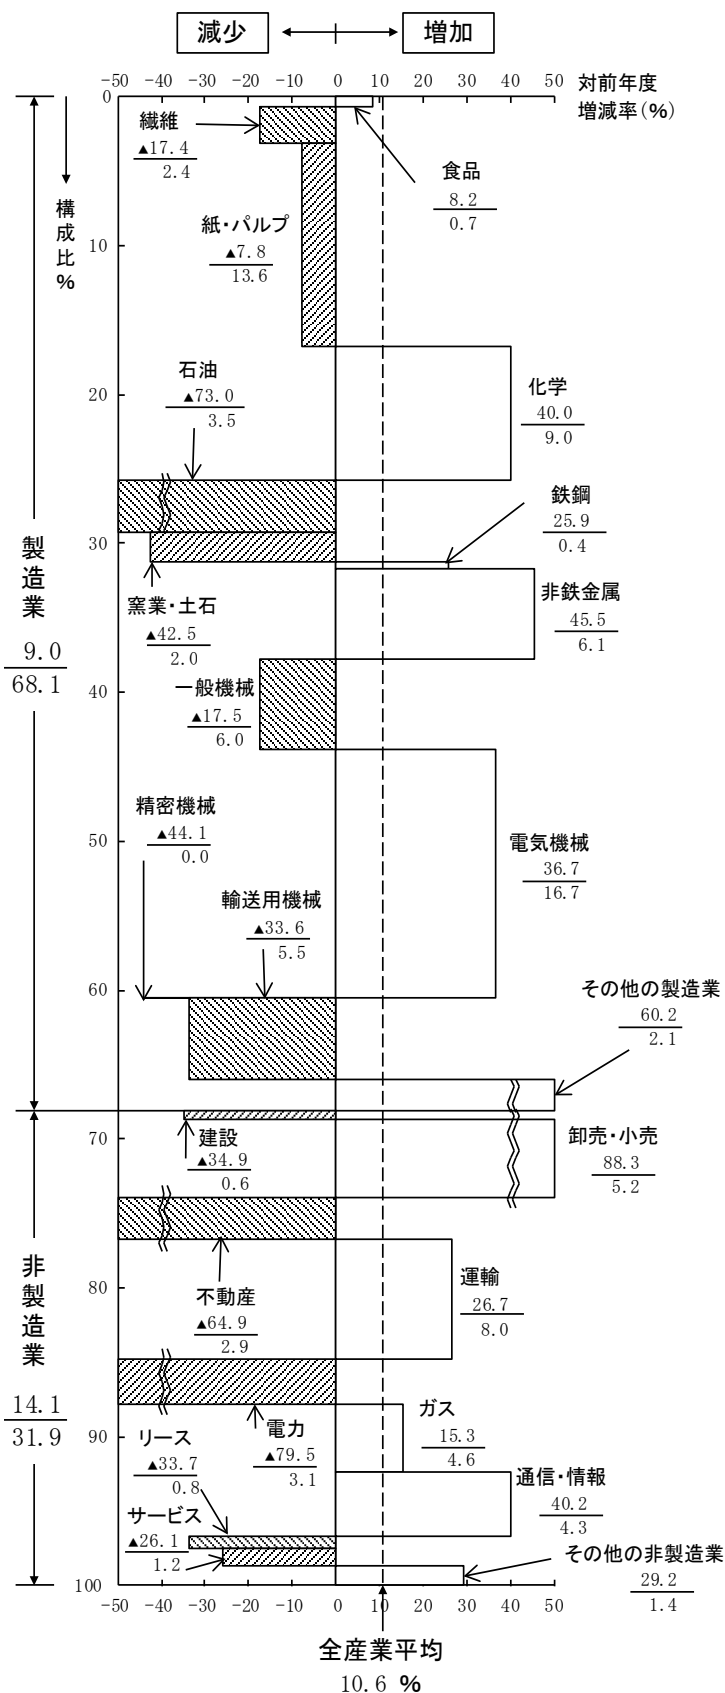 減少
増加
-50 -40 -30 -20 -10 0 10 20 30 40 50
対前年度
増減率(%)
0
10
20
30
40
50
60
70
80
90
100
構成比%
製造業
9.0
68.1
非製造業
14.1
31.9
繊維
▲17.4
2.4
食品
8.2
0.7
紙・パルプ
▲7.8
13.6
石油
▲73.0
3.5
化学
40.0
9.0
鉄鋼
25.9
0.4
窯業・土石
▲42.5
2.0
非鉄金属
45.5
6.1
一般機械
▲17.5
6.0
精密機械
▲44.1
0.0
電気機械
36.7
16.7
輸送用機械
▲33.6
5.5
その他の製造業
60.2
2.1
建設
▲34.9
0.6
卸売・小売
88.3
5.2
不動産
▲64.9
2.9
運輸
26.7
8.0
電力
▲79.5
3.1
ガス
15.3
4.6
リース
▲33.7
0.8
通信・情報
40.2
4.3
サービス
▲26.1
1.2
その他の非製造業
29.2
1.4
-50 -40 -30 -20 -10 0 10 20 30 40 50
全産業平均
10.6 %